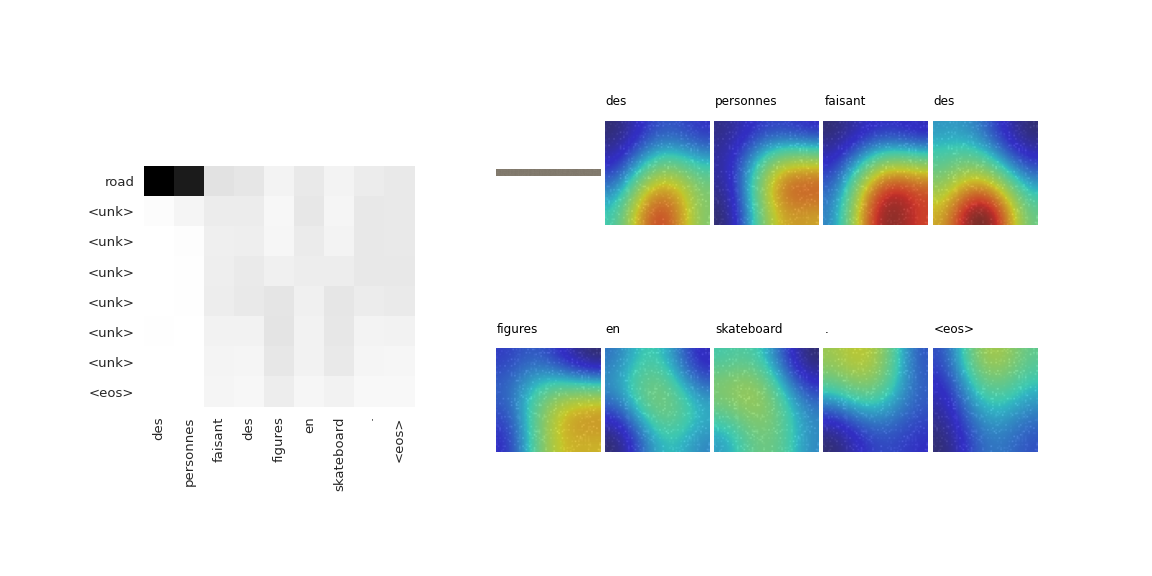 road
<unk>
<unk>
<unk>
<unk>
<unk>
<unk>
<eos>
des
personnes
faisant
des
figures
en
skateboard
.
<eos>
des personnes faisant des
figures en skateboard . <eos>